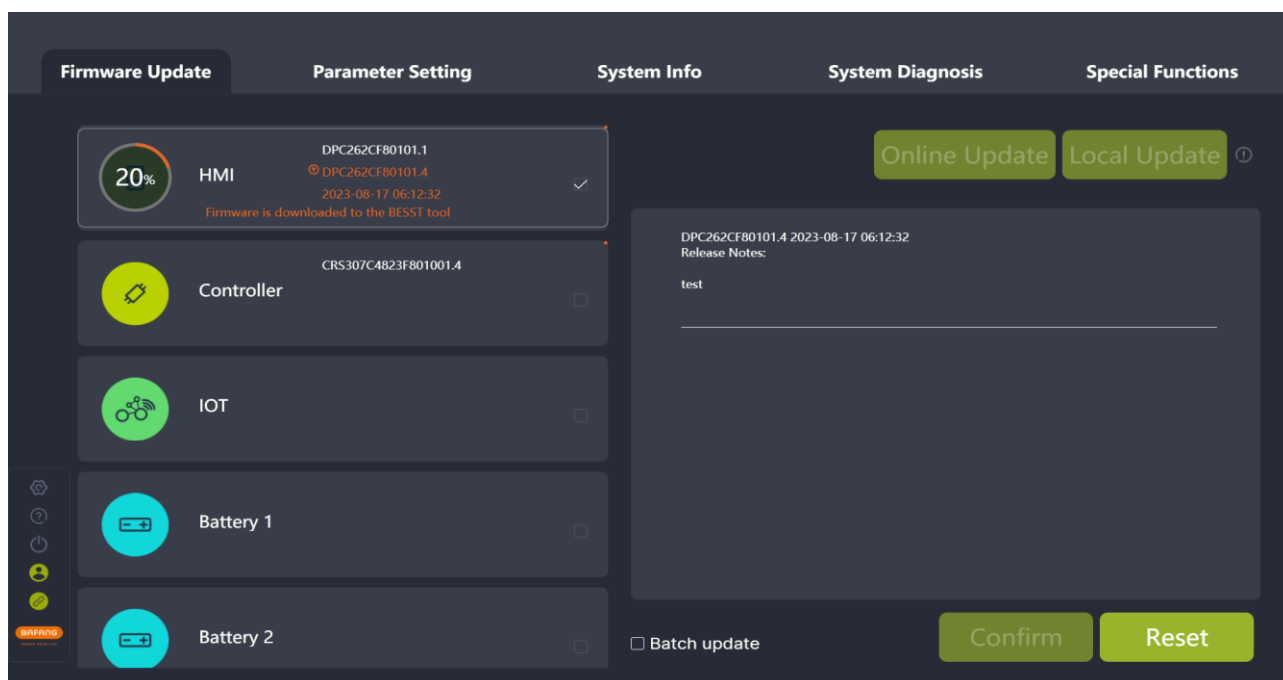 Firmware Update
Parameter Setting
System Info
System Diagnosis
Special Functions
20%
HMI
DPC262CF80101.1
DPC262CF80101.4
2023-08-17 06:12:32
Firmware is downloaded to the BESST tool
Controller
CRS307C4823F801001.4
IOT
Battery 1
Battery 2
Online Update
Local Update
DPC262CF80101.4 2023-08-17 06:12:32
Release Notes:
test
Batch update
Confirm
Reset
BAFANG